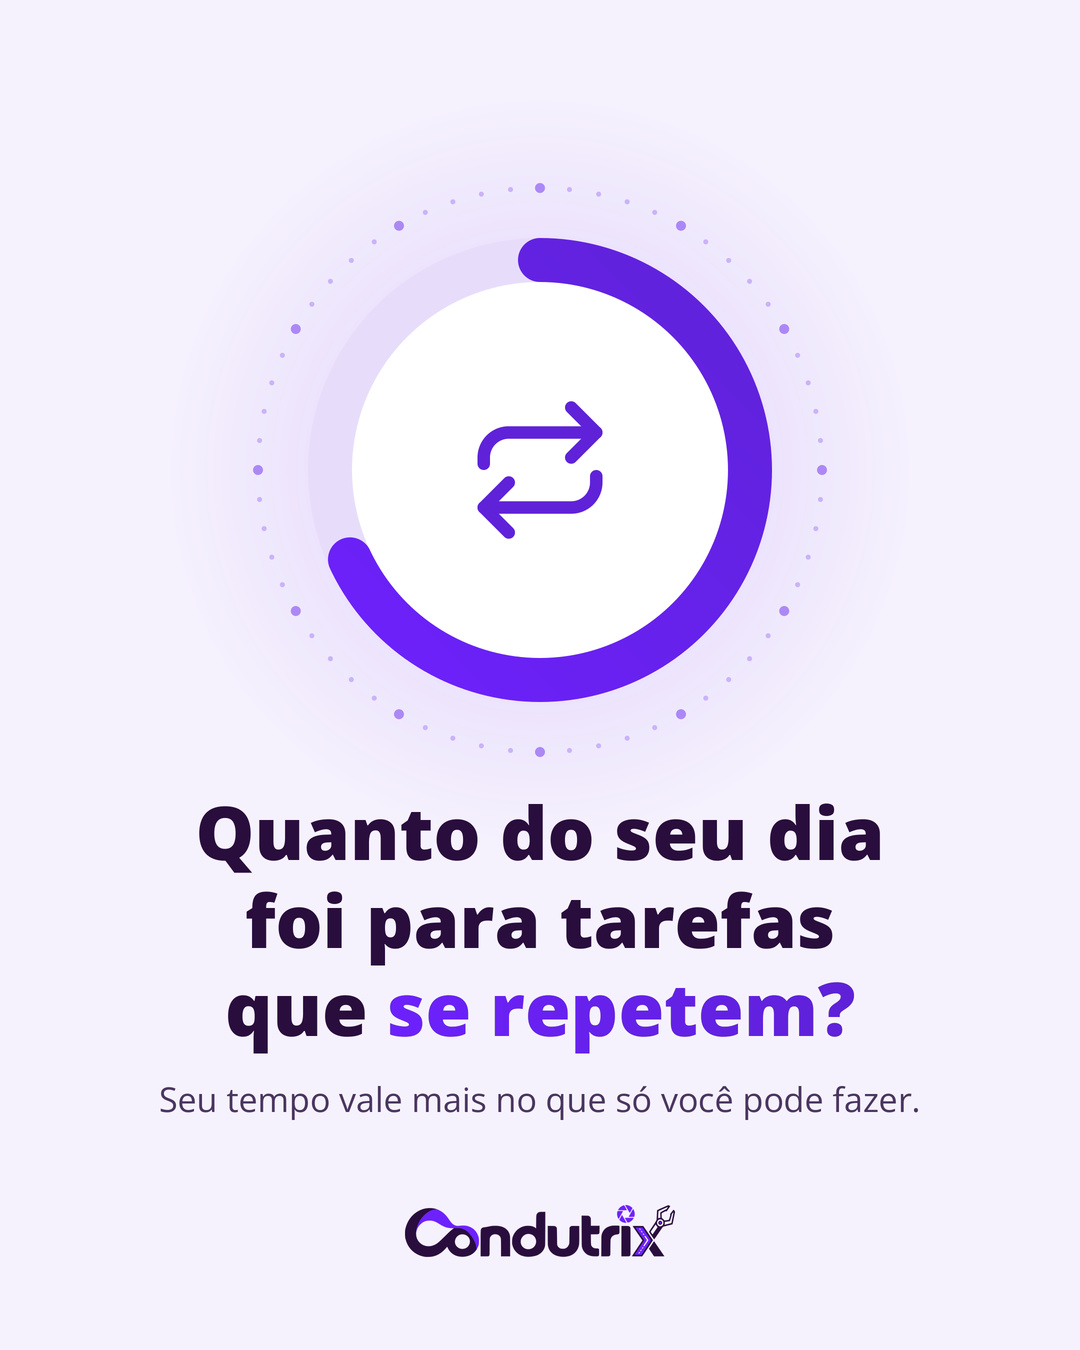 Quanto do seu dia
foi para tarefas
que se repetem?
Seu tempo vale mais no que só você pode fazer.
Condutrix